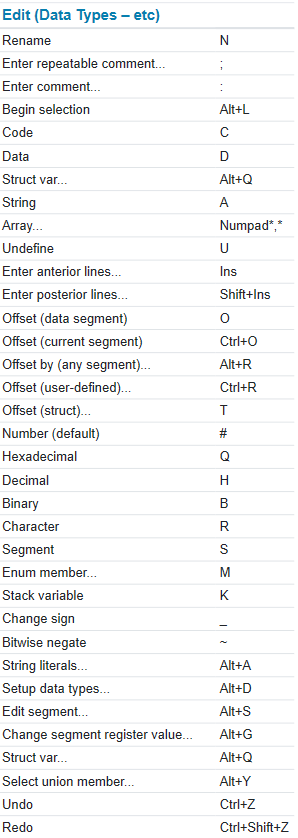 Edit (Data Types – etc)
Rename N
Enter repeatable comment... ;
Enter comment... :
Begin selection Alt+L
Code C
Data D
Struct var... Alt+Q
String A
Array... Numpad*,*
Undefine U
Enter anterior lines... Ins
Enter posterior lines... Shift+Ins
Offset (data segment) O
Offset (current segment) Ctrl+O
Offset by (any segment)... Alt+R
Offset (user-defined)... Ctrl+R
Offset (struct)... T
Number (default) #
Hexadecimal Q
Decimal H
Binary B
Character R
Segment S
Enum member... M
Stack variable K
Change sign _
Bitwise negate ~
String literals... Alt+A
Setup data types... Alt+D
Edit segment... Alt+S
Change segment register value... Alt+G
Struct var... Alt+Q
Select union member... Alt+Y
Undo Ctrl+Z
Redo Ctrl+Shift+Z